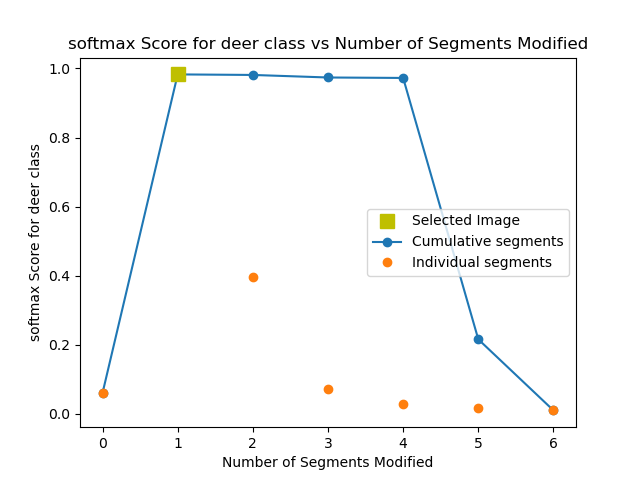 softmax Score for deer class vs Number of Segments Modified
1.0
0.8
0.6
0.4
0.2
0.0
softmax Score for deer class
Selected Image
Cumulative segments
Individual segments
0 1 2 3 4 5 6
Number of Segments Modified